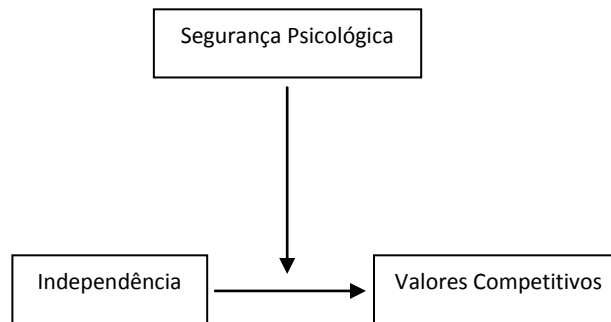 Segurança Psicológica
Independência
Valores Competitivos